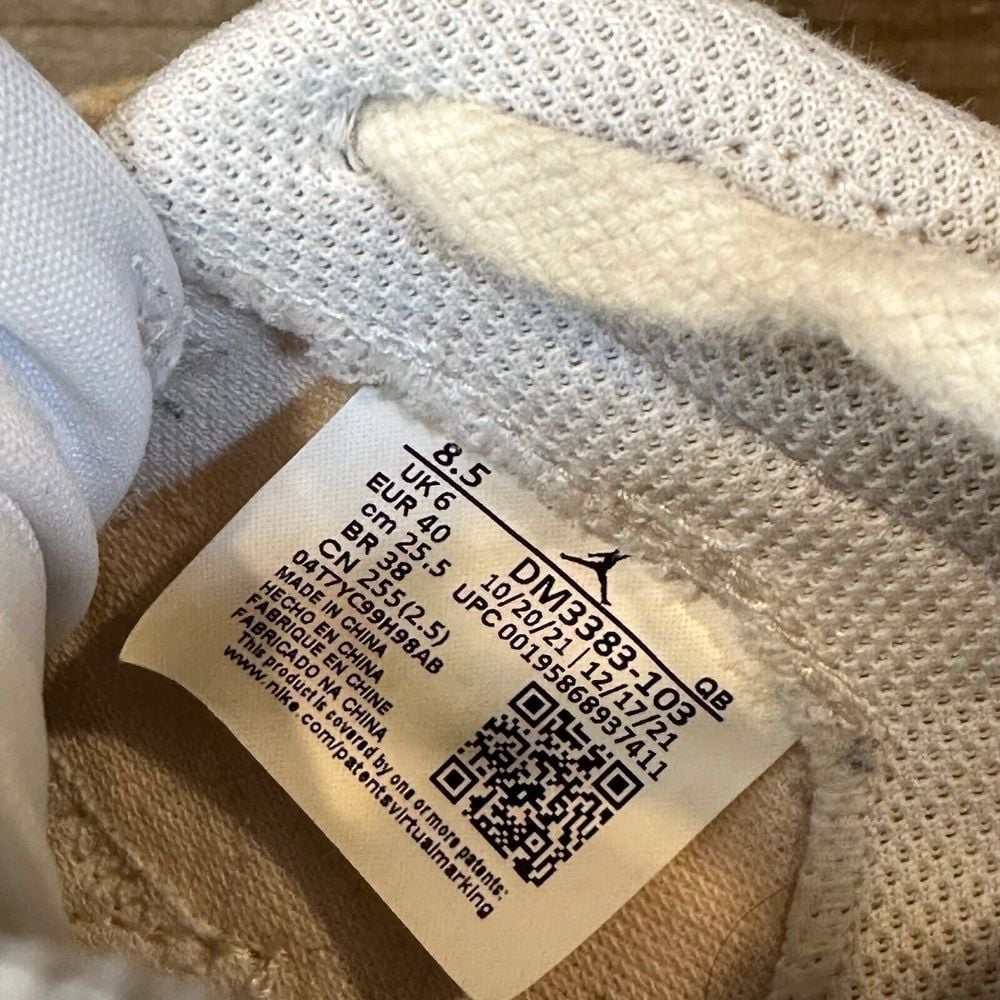 8.5
UK 6
EUR 40
cm 25.5
BR 38
CN 255 (2.5)
04T7YC99H98AB
MADE IN CHINA
HECHO EN CHINA
FABRIQUE EN CHINE
FABRICADO NA CHINA
This product is covered by one or more patents:
www.nike.com/patentsvirtualmarking
DM3383-103 QB
10/20/21 | 12/17/21
UPC 00195868937411